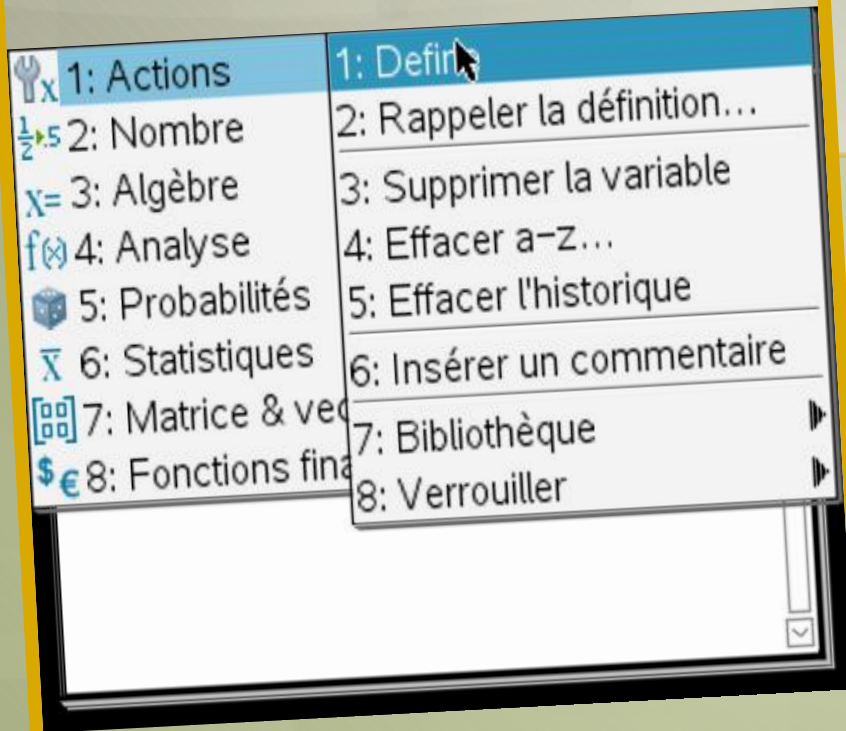 1: Actions
2: Nombre
3: Algèbre
4: Analyse
5: Probabilités
6: Statistiques
7: Matrice & vec
8: Fonctions fina
1: Define
2: Rappeler la définition...
3: Supprimer la variable
4: Effacer a-z...
5: Effacer l'historique
6: Insérer un commentaire
7: Bibliothèque
8: Verrouiller